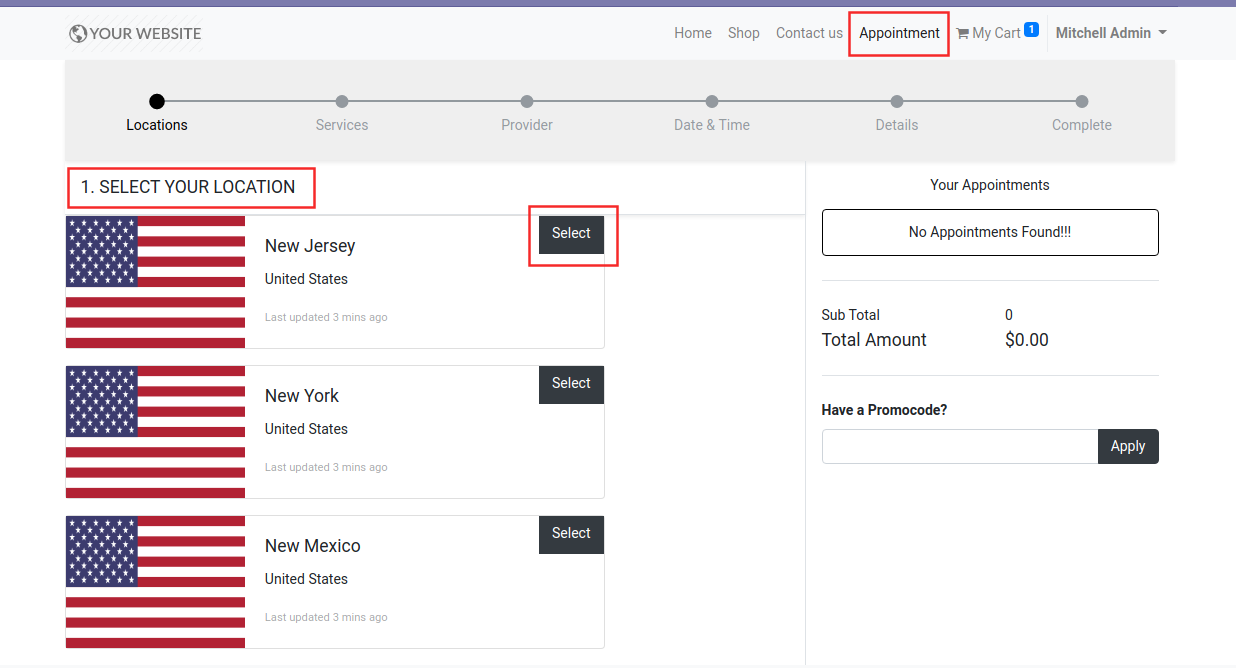 YOUR WEBSITE
Home Shop Contact us Appointment My Cart 1 Mitchell Admin
Locations Services Provider Date & Time Details Complete
1. SELECT YOUR LOCATION
New Jersey
United States
Last updated 3 mins ago
Select
New York
United States
Last updated 3 mins ago
Select
New Mexico
United States
Last updated 3 mins ago
Select
Your Appointments
No Appointments Found!!!
Sub Total 0
Total Amount $0.00
Have a Promocode?
Apply